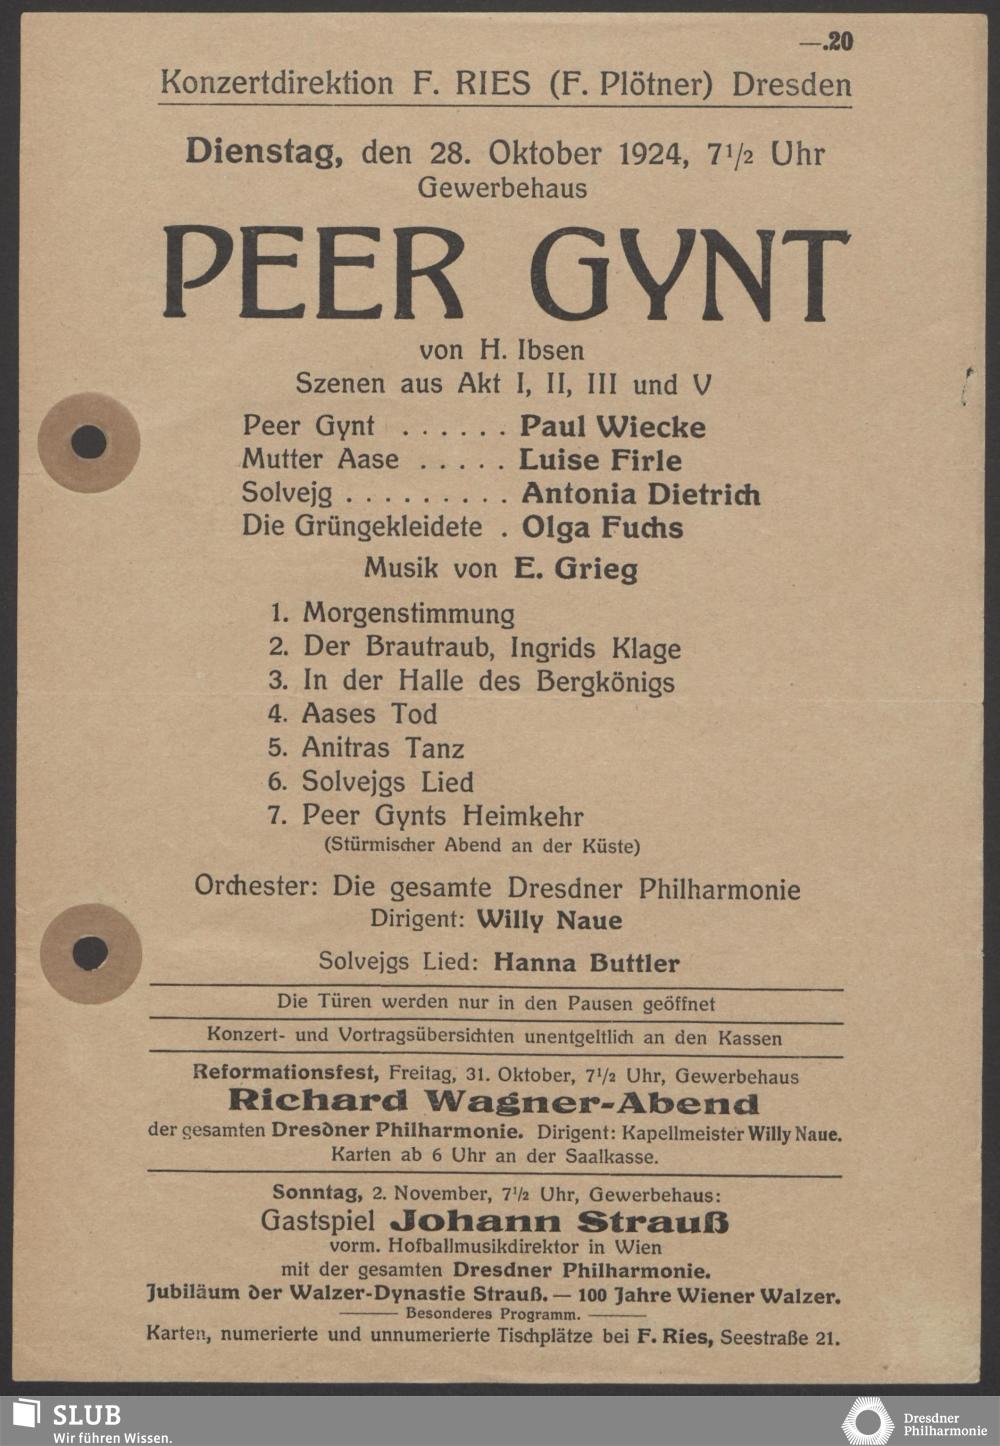 —.20
Konzertdirektion F. RIES (F. Plötner) Dresden
Dienstag, den 28. Oktober 1924, 7½ Uhr
Gewerbehaus
PEER GYNT
von H. Ibsen
Szenen aus Akt I, II, III und V
Peer Gynt . . . . . . Paul Wiecke
Mutter Aase . . . . . Luise Firle
Solvejg . . . . . . . . . Antonia Dietrich
Die Grüngekleidete . Olga Fuchs
Musik von E. Grieg
1. Morgenstimmung
2. Der Brautraub, Ingrids Klage
3. In der Halle des Bergkönigs
4. Aases Tod
5. Anitras Tanz
6. Solvejgs Lied
7. Peer Gynts Heimkehr
(Stürmischer Abend an der Küste)
Orchester: Die gesamte Dresdner Philharmonie
Dirigent: Willy Naue
Solvejgs Lied: Hanna Buttler
Die Türen werden nur in den Pausen geöffnet
Konzert- und Vortragsübersichten unentgeltlich an den Kassen
Reformationsfest, Freitag, 31. Oktober, 7½ Uhr, Gewerbehaus
Richard Wagner-Abend
der gesamten Dresdner Philharmonie. Dirigent: Kapellmeister Willy Naue.
Karten ab 6 Uhr an der Saalkasse.
Sonntag, 2. November, 7½ Uhr, Gewerbehaus:
Gastspiel Johann Strauß
vorm. Hofballmusikdirektor in Wien
mit der gesamten Dresdner Philharmonie.
Jubiläum der Walzer-Dynastie Strauß. — 100 Jahre Wiener Walzer.
Besonderes Programm.
Karten, numerierte und unnumerierte Tischplätze bei F. Ries, Seestraße 21.
SLUB
Wir führen Wissen.
Dresdner
Philharmonie